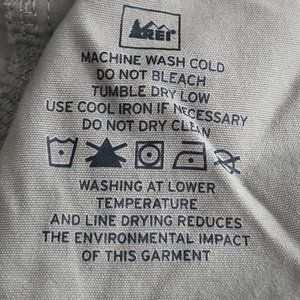 REI
MACHINE WASH COLD
DO NOT BLEACH
TUMBLE DRY LOW
USE COOL IRON IF NECESSARY
DO NOT DRY CLEAN
WASHING AT LOWER
TEMPERATURE
AND LINE DRYING REDUCES
THE ENVIRONMENTAL IMPACT
OF THIS GARMENT